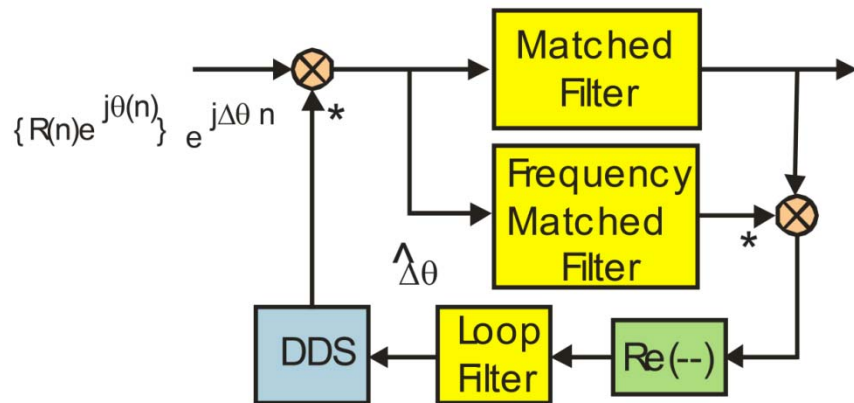 Matched
Filter
{R(n)e^{jθ(n)}} e^{jΔθ n}
*
Frequency
Matched
Filter
*
^
Δθ
DDS
Loop
Filter
Re(--)